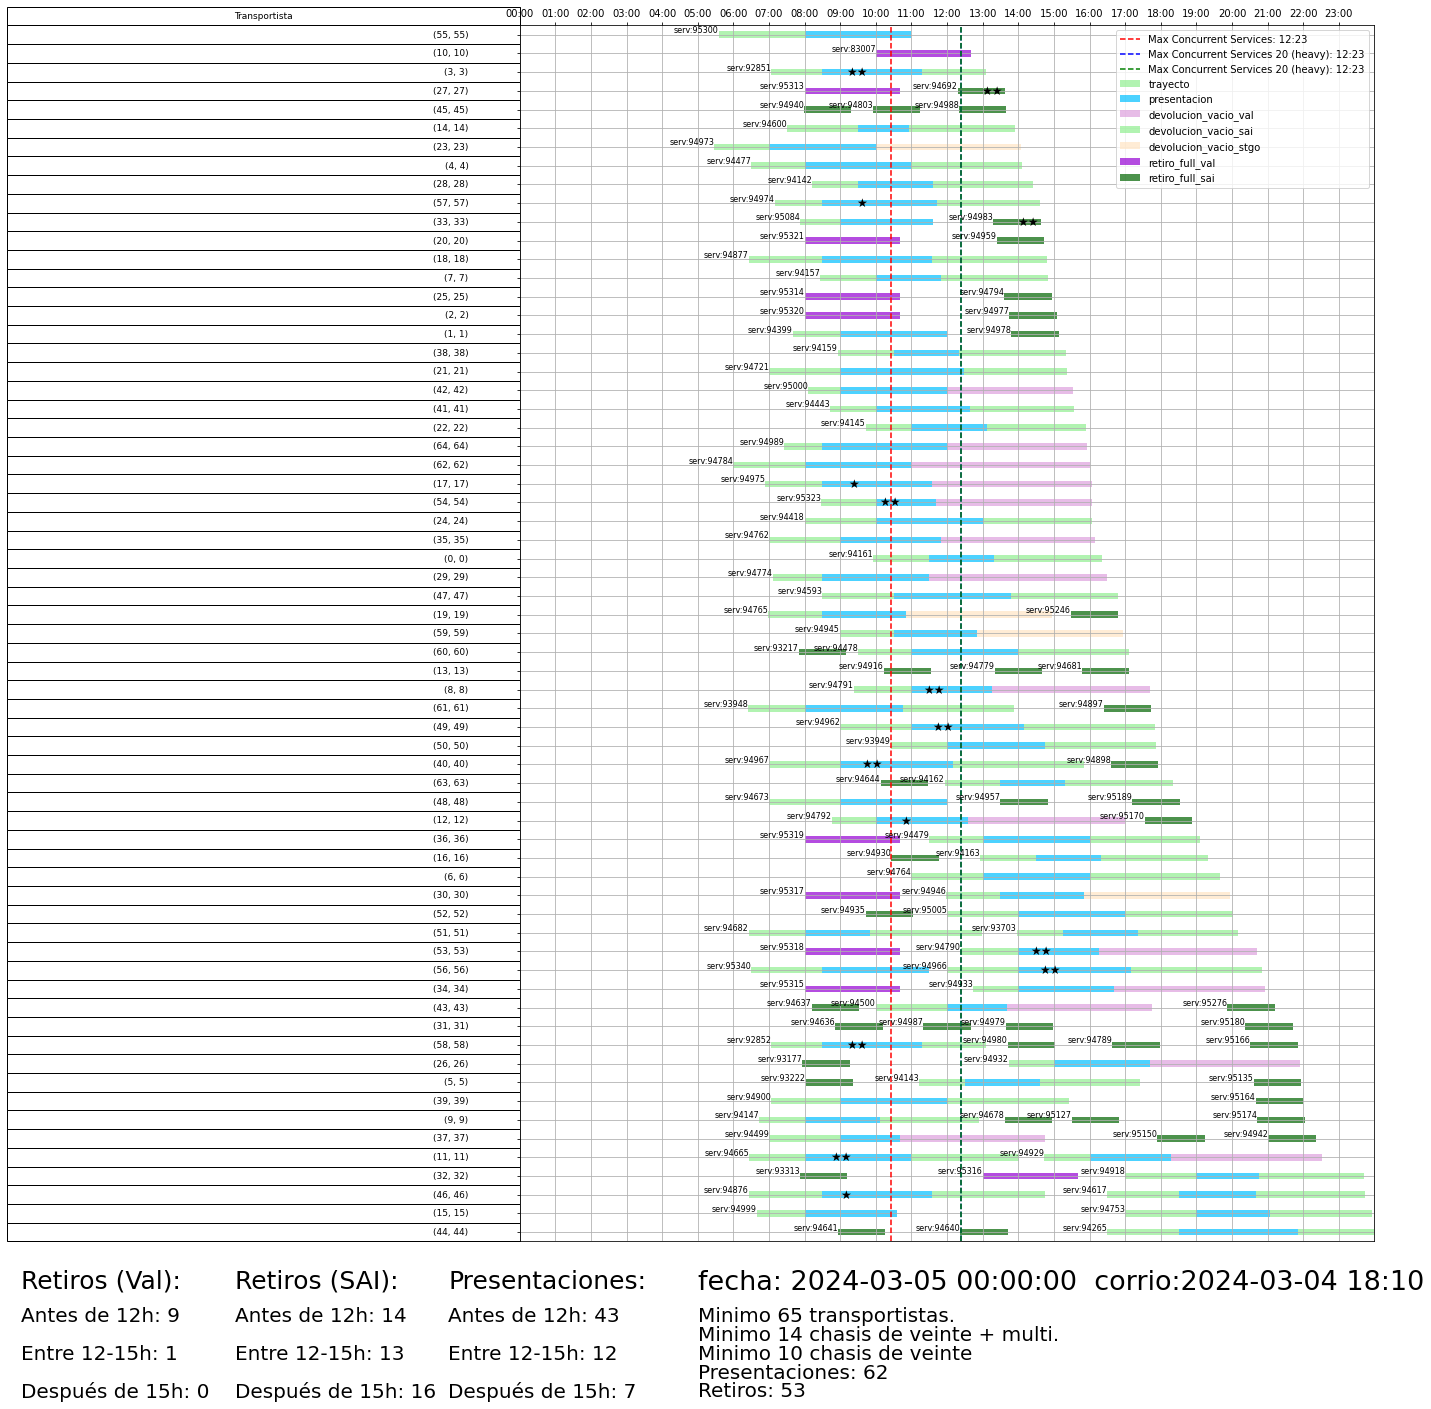 Transportista
00:00 01:00 02:00 03:00 04:00 05:00 06:00 07:00 08:00 09:00 10:00 11:00 12:00 13:00 14:00 15:00 16:00 17:00 18:00 19:00 20:00 21:00 22:00 23:00
Max Concurrent Services: 12:23
Max Concurrent Services 20 (heavy): 12:23
Max Concurrent Services 20 (heavy): 12:23
trayecto
presentacion
devolucion_vacio_val
devolucion_vacio_sai
devolucion_vacio_stgo
retiro_full_val
retiro_full_sai
(55, 55) serv:95300
(10, 10) serv:83007
(3, 3) serv:92851
(27, 27) serv:95313 serv:94692
(45, 45) serv:94940 serv:94803 serv:94988
(14, 14) serv:94600
(23, 23) serv:94973
(4, 4) serv:94477
(28, 28) serv:94142
(57, 57) serv:94974
(33, 33) serv:95084 serv:94983
(20, 20) serv:95321 serv:94959
(18, 18) serv:94877
(7, 7) serv:94157
(25, 25) serv:95314 serv:94794
(2, 2) serv:95320 serv:94977
(1, 1) serv:94399 serv:94978
(38, 38) serv:94159
(21, 21) serv:94721
(42, 42) serv:95000
(41, 41) serv:94443
(22, 22) serv:94145
(64, 64) serv:94989
(62, 62) serv:94784
(17, 17) serv:94975
(54, 54) serv:95323
(24, 24) serv:94418
(35, 35) serv:94762
(0, 0) serv:94161
(29, 29) serv:94774
(47, 47) serv:94593
(19, 19) serv:94765 serv:95246
(59, 59) serv:94945
(60, 60) serv:93217 serv:94478
(13, 13) serv:94916 serv:94779 serv:94681
(8, 8) serv:94791
(61, 61) serv:93948 serv:94897
(49, 49) serv:94962
(50, 50) serv:93949
(40, 40) serv:94967 serv:94898
(63, 63) serv:94644 serv:94162
(48, 48) serv:94673 serv:94957 serv:95189
(12, 12) serv:94792 serv:95170
(36, 36) serv:95319 serv:94479
(16, 16) serv:94930 serv:94163
(6, 6) serv:94764
(30, 30) serv:95317 serv:94946
(52, 52) serv:94935 serv:95005
(51, 51) serv:94682 serv:93703
(53, 53) serv:95318 serv:94790
(56, 56) serv:95340 serv:94966
(34, 34) serv:95315 serv:94933
(43, 43) serv:94637 serv:94500 serv:95276
(31, 31) serv:94636 serv:94987 serv:94979 serv:95180
(58, 58) serv:92852 serv:94980 serv:94789 serv:95166
(26, 26) serv:93177 serv:94932
(5, 5) serv:93222 serv:94143 serv:95135
(39, 39) serv:94900 serv:95164
(9, 9) serv:94147 serv:94678 serv:95127 serv:95174
(37, 37) serv:94499 serv:95150 serv:94942
(11, 11) serv:94665 serv:94929
(32, 32) serv:93313 serv:95316 serv:94918
(46, 46) serv:94876 serv:94617
(15, 15) serv:94999 serv:94753
(44, 44) serv:94641 serv:94640 serv:94265
Retiros (Val):
Antes de 12h: 9
Entre 12-15h: 1
Después de 15h: 0
Retiros (SAI):
Antes de 12h: 14
Entre 12-15h: 13
Después de 15h: 16
Presentaciones:
Antes de 12h: 43
Entre 12-15h: 12
Después de 15h: 7
fecha: 2024-03-05 00:00:00 corrio:2024-03-04 18:10
Minimo 65 transportistas.
Minimo 14 chasis de veinte + multi.
Minimo 10 chasis de veinte
Presentaciones: 62
Retiros: 53